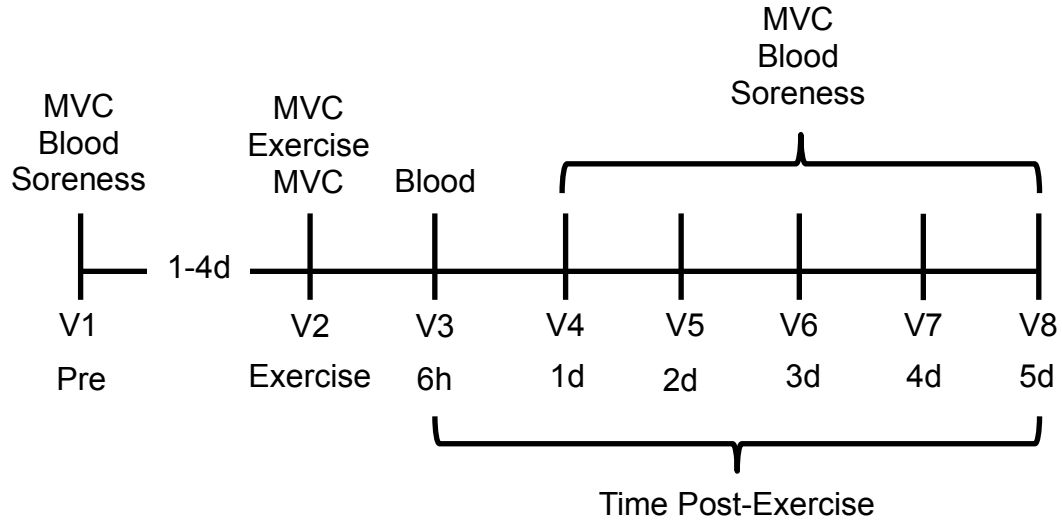 MVC
Blood
Soreness
MVC
Blood
Soreness
MVC
Exercise
MVC
Blood
1-4d
V1
V2
V3
V4
V5
V6
V7
V8
Pre
Exercise
6h
1d
2d
3d
4d
5d
Time Post-Exercise